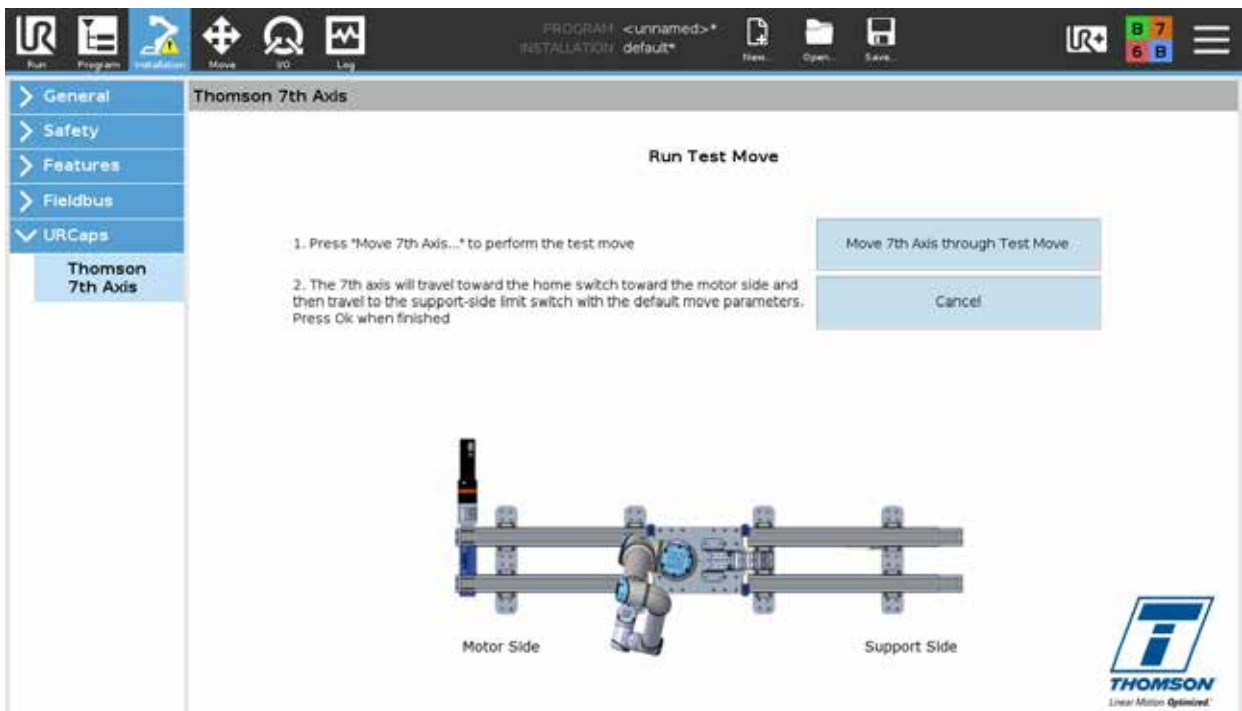 PROGRAM <unnamed>*
INSTALLATION default*
Run
Program
Installation
Move
I/O
Log
New...
Open...
Save...
UR
UR+
B 7
6 B
General
Safety
Features
Fieldbus
URCaps
Thomson
7th Axis
Thomson 7th Axis
Run Test Move
1. Press "Move 7th Axis..." to perform the test move
Move 7th Axis through Test Move
2. The 7th axis will travel toward the home switch toward the motor side and
then travel to the support-side limit switch with the default move parameters.
Press Ok when finished
Cancel
Motor Side
Support Side
THOMSON
Linear Motion. Optimized.